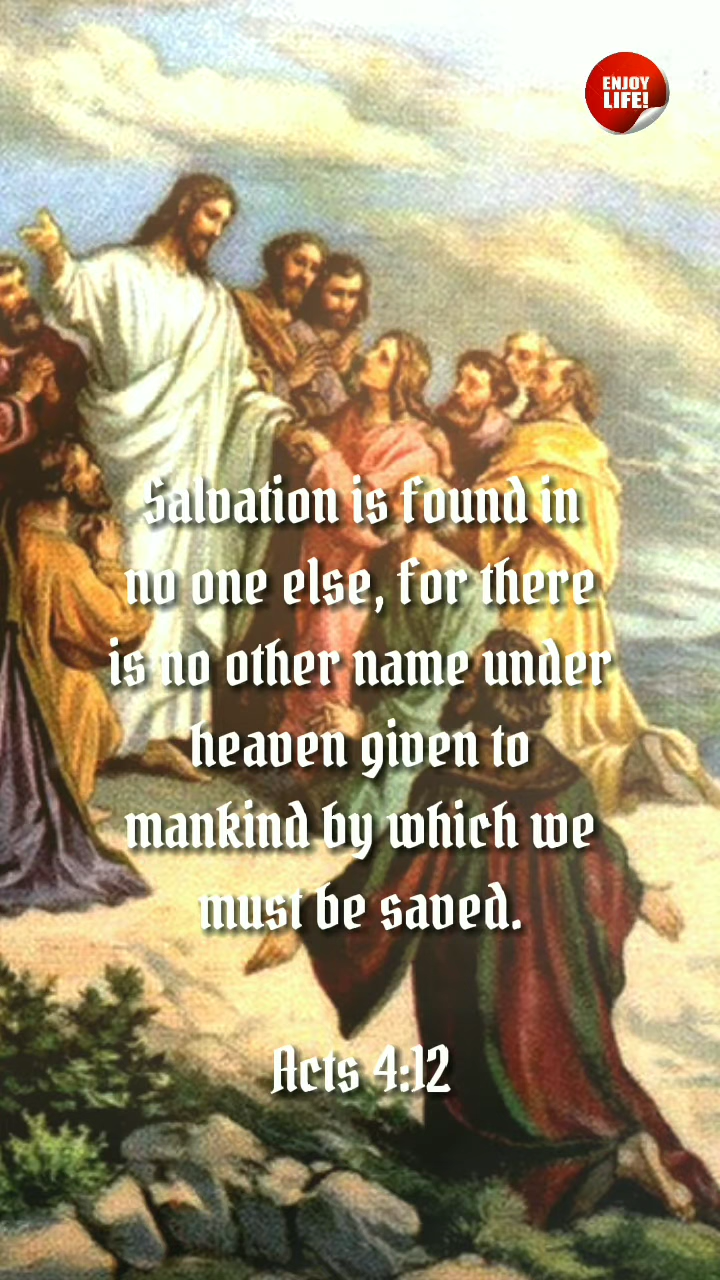 ENJOY
LIFE!
Salvation is found in
no one else, for there
is no other name under
heaven given to
mankind by which we
must be saved.
Acts 4:12